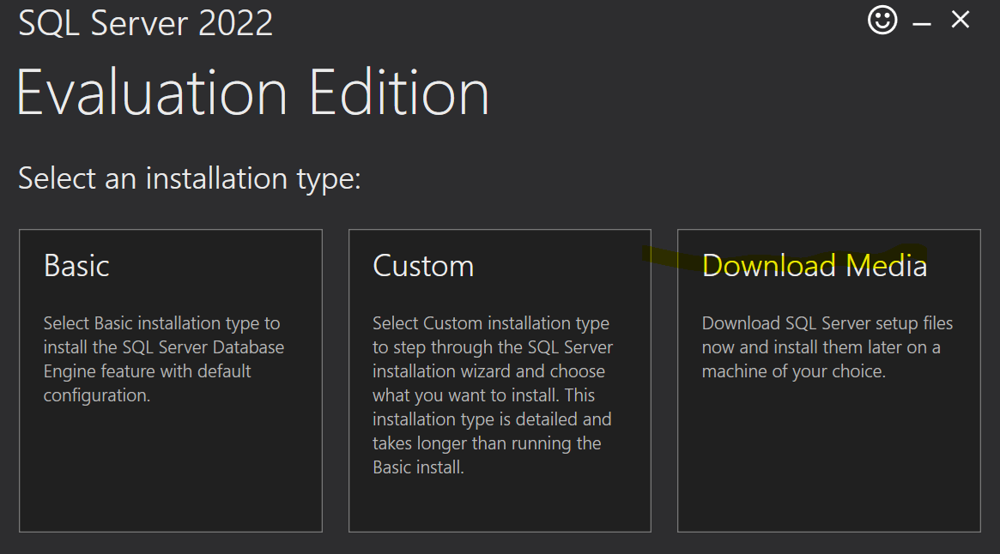 SQL Server 2022
Evaluation Edition
Select an installation type:
Basic
Select Basic installation type to
install the SQL Server Database
Engine feature with default
configuration.
Custom
Select Custom installation type
to step through the SQL Server
installation wizard and choose
what you want to install. This
installation type is detailed and
takes longer than running the
Basic install.
Download Media
Download SQL Server setup files
now and install them later on a
machine of your choice.